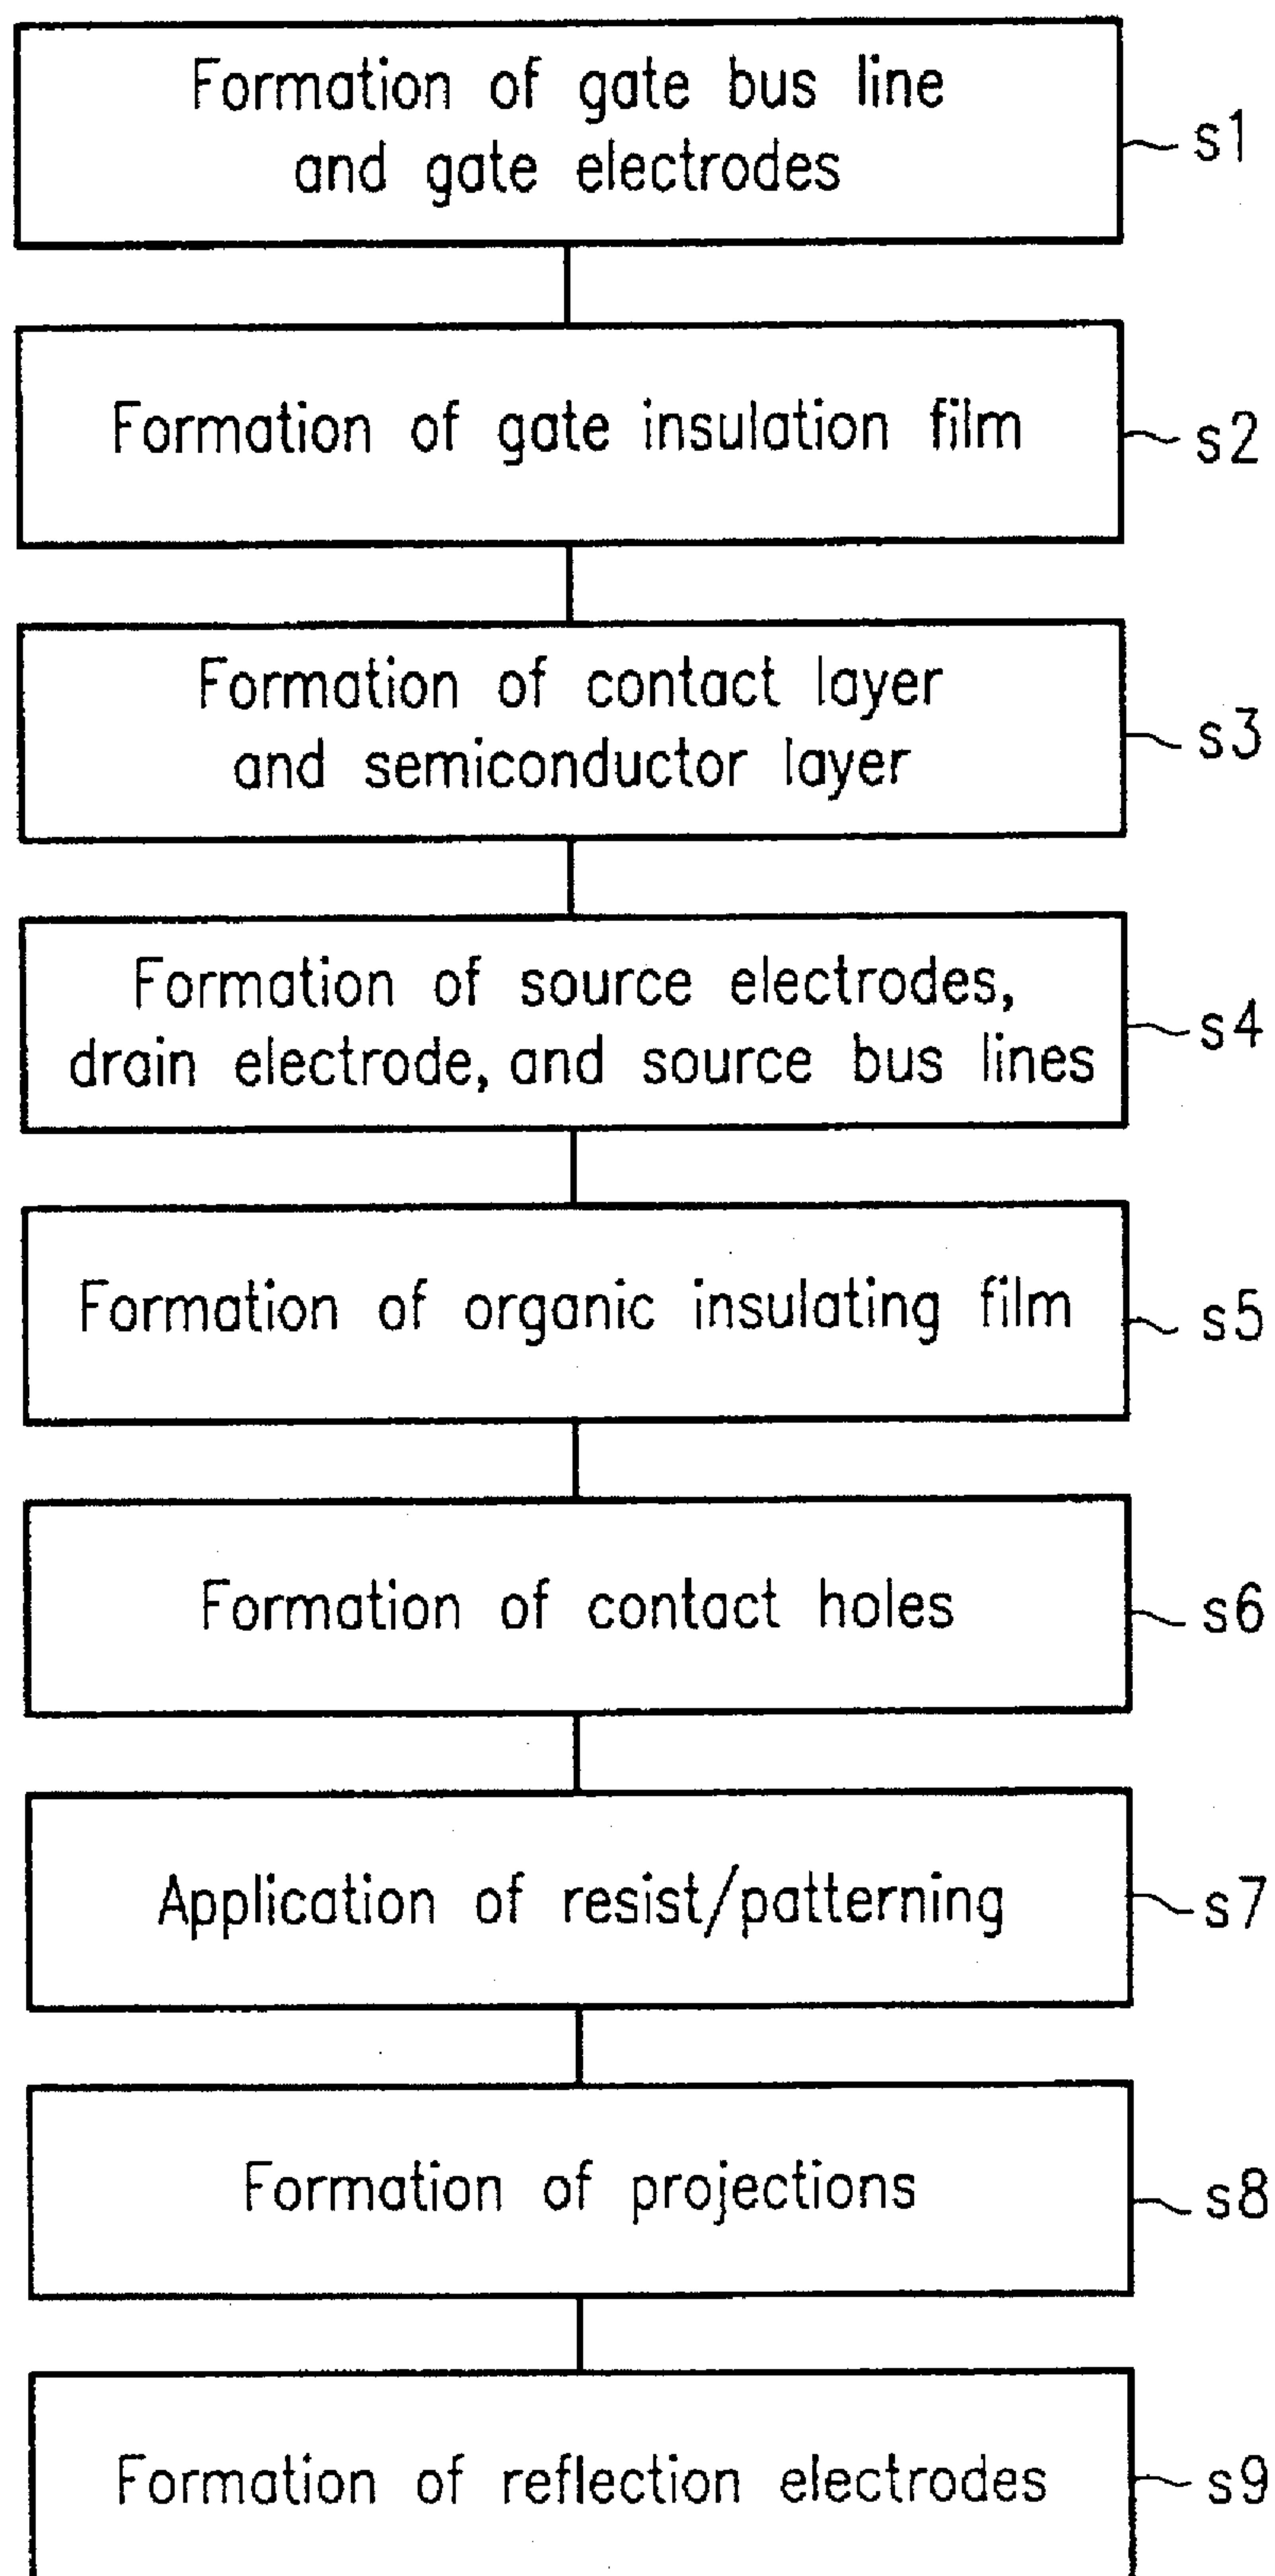 Formation of gate bus line
and gate electrodes
s1
Formation of gate insulation film
s2
Formation of contact layer
and semiconductor layer
s3
Formation of source electrodes,
drain electrode, and source bus lines
s4
Formation of organic insulating film
s5
Formation of contact holes
s6
Application of resist/patterning
s7
Formation of projections
s8
Formation of reflection electrodes
s9